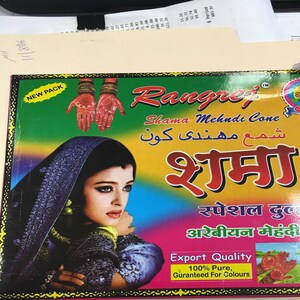 NEW PACK
Rangrez
Shama Mehndi Cone
شمع مهندی کون
शमा
स्पेशल
अरेबीयन मेहंदी
Export Quality
100% Pure,
Guranteed For Colours